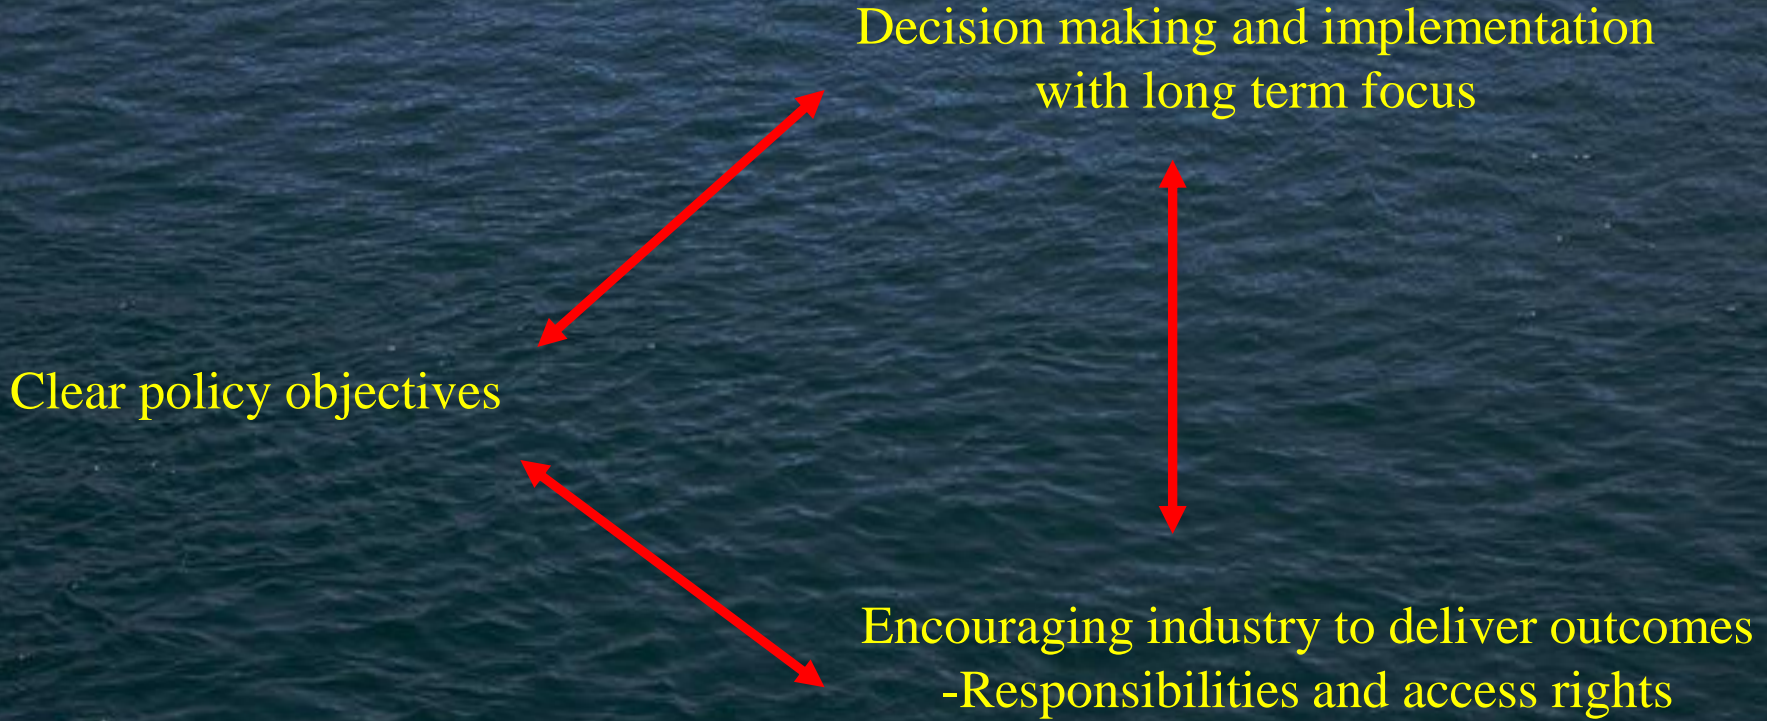 Decision making and implementation
with long term focus
Clear policy objectives
Encouraging industry to deliver outcomes
-Responsibilities and access rights